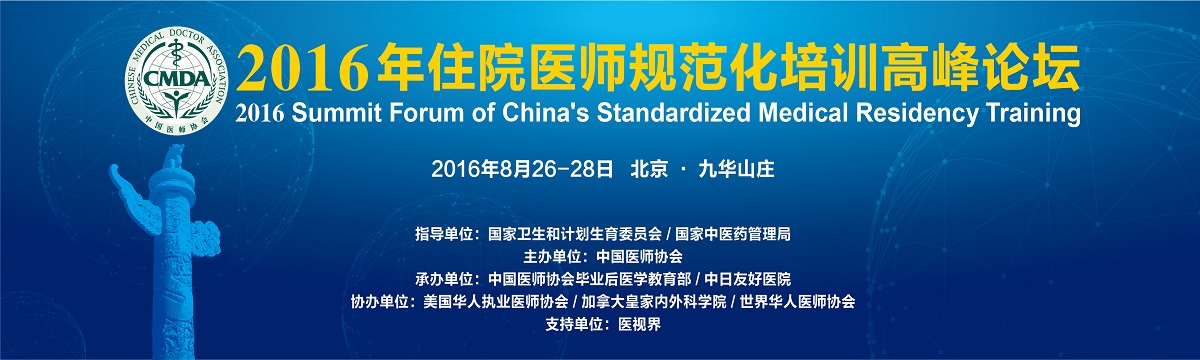 CHINESE MEDICAL DOCTOR ASSOCIATION
CMDA
中国医师协会
2016年住院医师规范化培训高峰论坛
2016 Summit Forum of China's Standardized Medical Residency Training
2016年8月26-28日 北京 · 九华山庄
指导单位：国家卫生和计划生育委员会 / 国家中医药管理局
主办单位：中国医师协会
承办单位：中国医师协会毕业后医学教育部 / 中日友好医院
协办单位：美国华人执业医师协会 / 加拿大皇家内外科学院 / 世界华人医师协会
支持单位：医视界